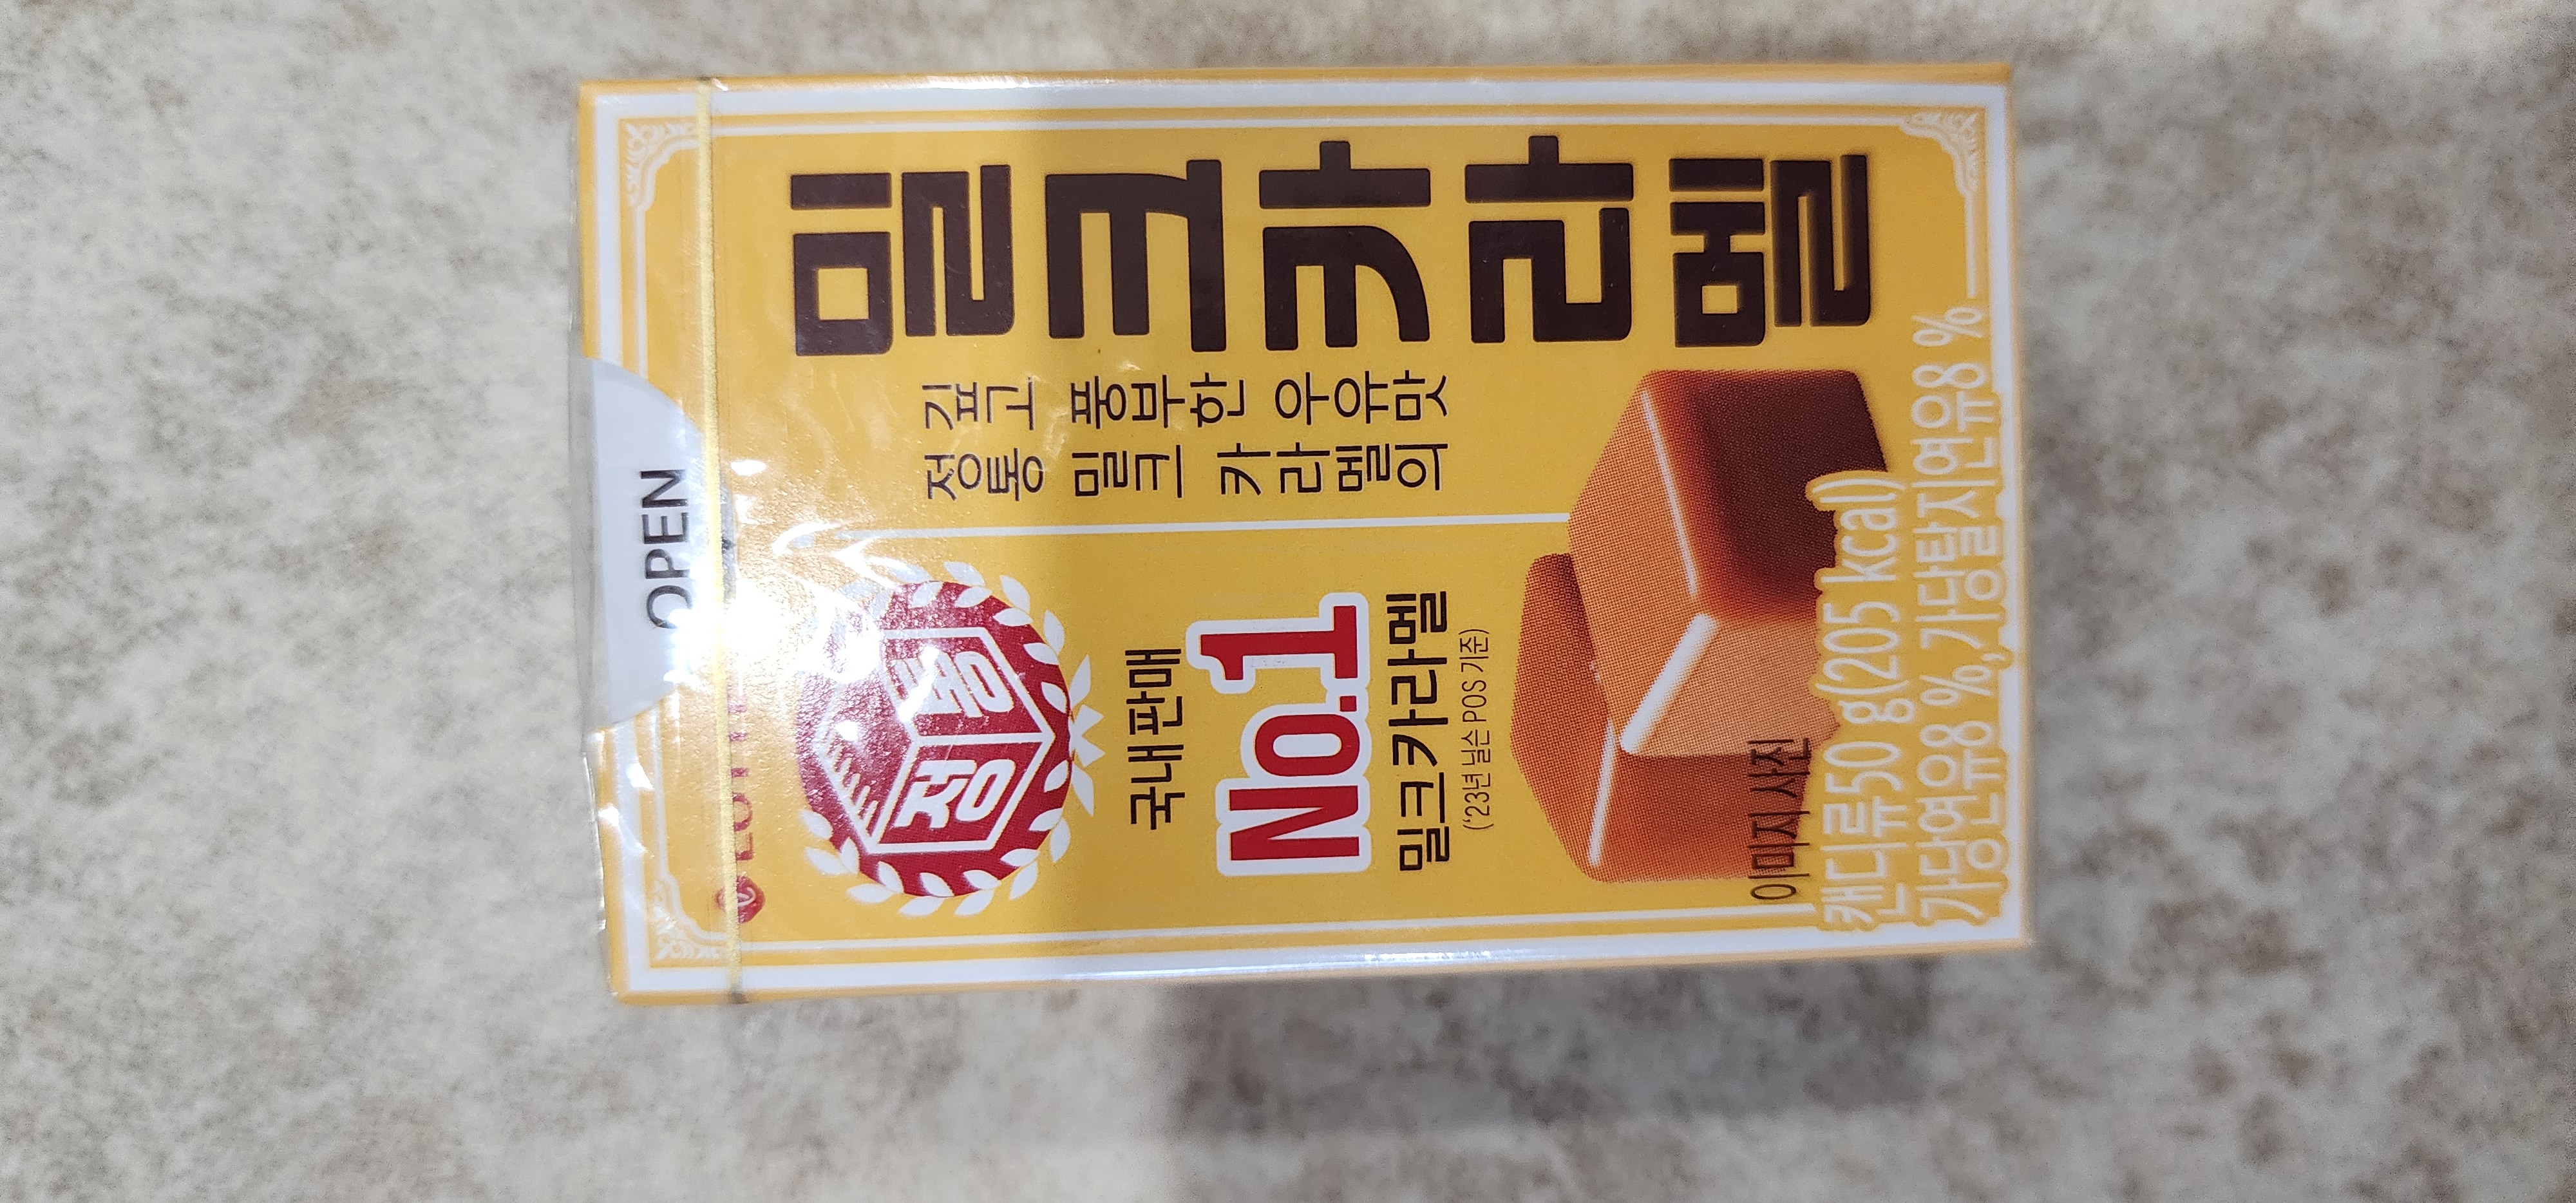 OPEN
LOTTE
정통
국내판매
No.1
밀크카라멜
('23년 닐슨 POS 기준)
정통 밀크 카라멜의
깊고 풍부한 우유맛
밀크카라멜
이미지 사진
캔디류50 g(205 kcal)
가당연유8 %,가당탈지연유8 %